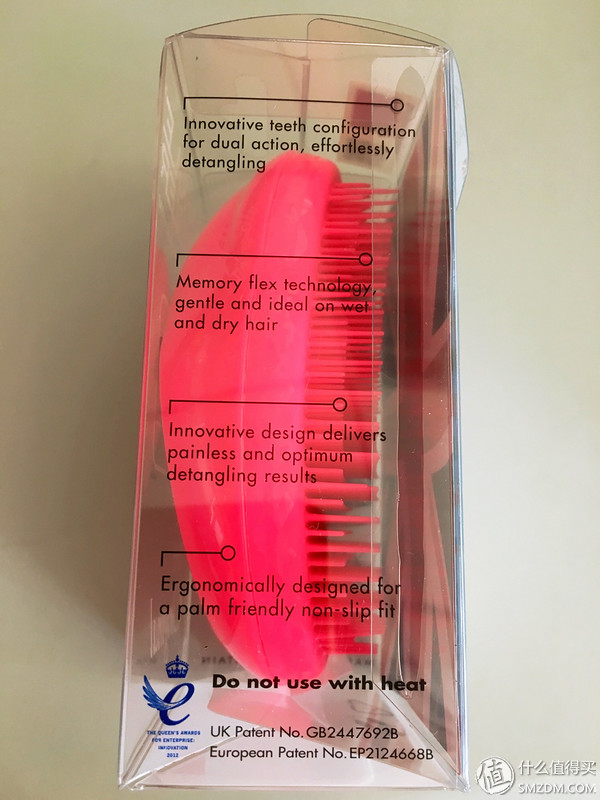 Innovative teeth configuration
for dual action, effortlessly
detangling
Memory flex technology,
gentle and ideal on wet
and dry hair
Innovative design delivers
painless and optimum
detangling results
Ergonomically designed for
a palm friendly non-slip fit
Do not use with heat
THE QUEEN'S AWARDS
FOR ENTERPRISE:
INNOVATION
2012
UK Patent No. GB2447692B
European Patent No. EP2124668B
值 什么值得买
SMZDM.COM